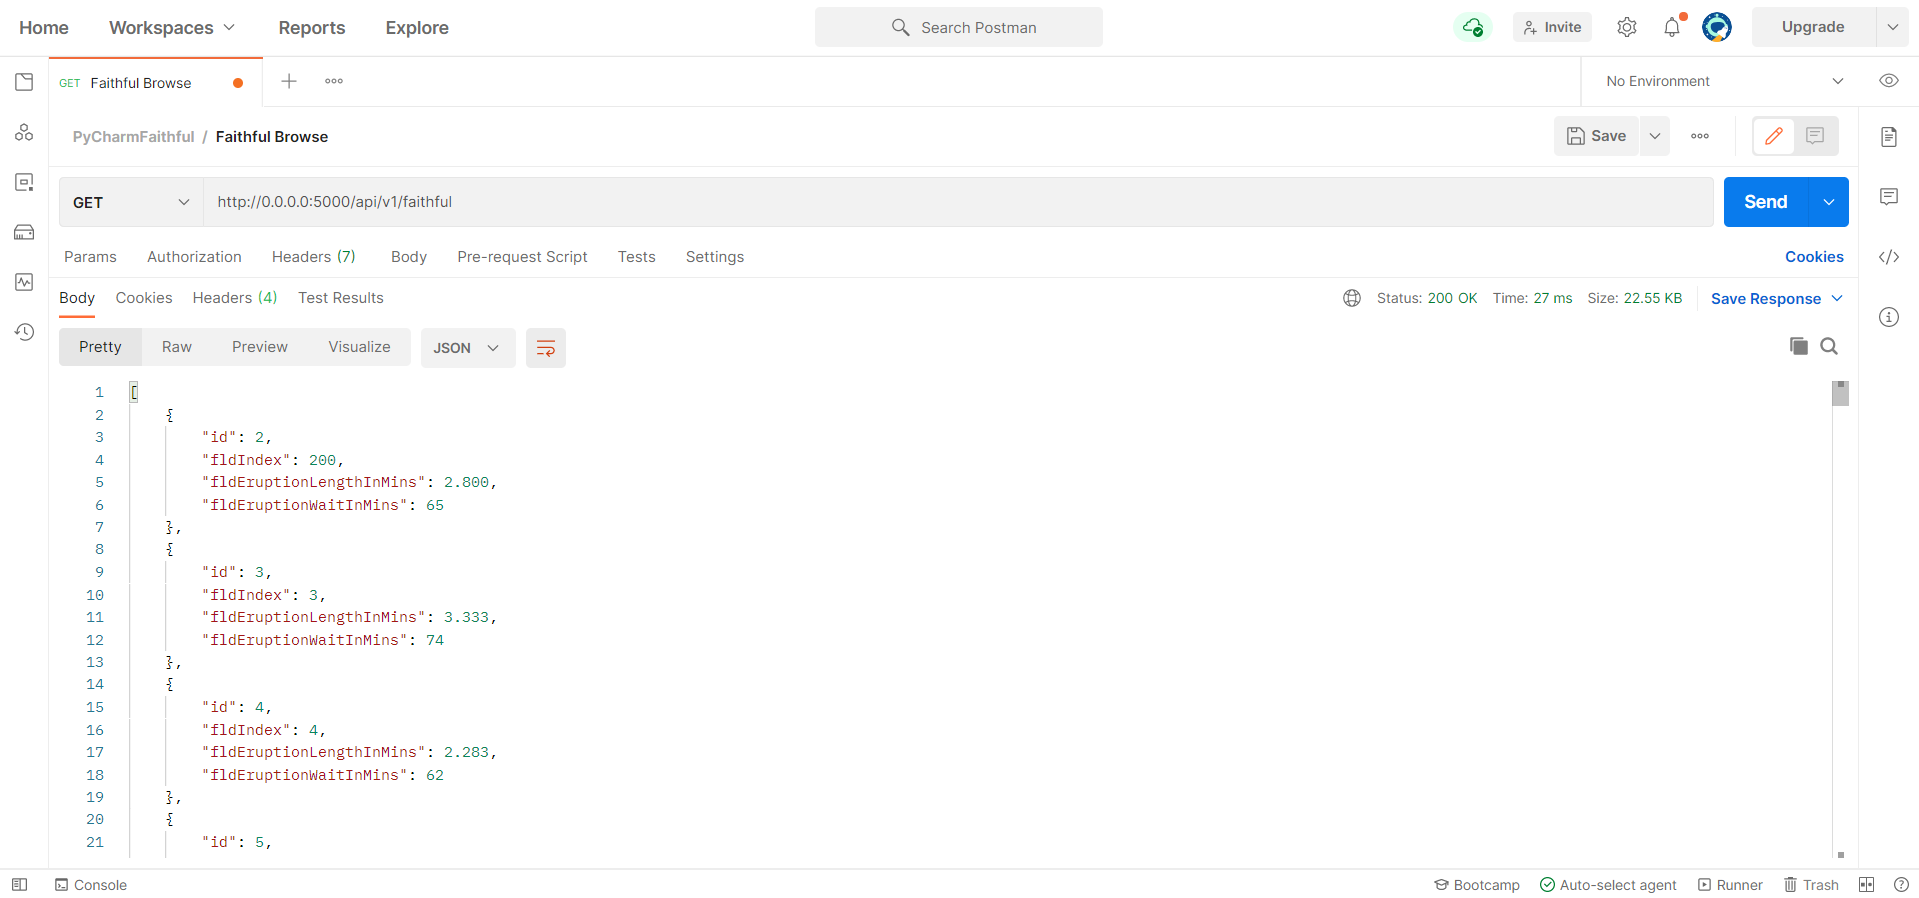 Home Workspaces Reports Explore Search Postman Invite Upgrade
GET Faithful Browse No Environment
PyCharmFaithful / Faithful Browse Save
GET http://0.0.0.0:5000/api/v1/faithful Send
Params Authorization Headers (7) Body Pre-request Script Tests Settings Cookies
Body Cookies Headers (4) Test Results Status: 200 OK Time: 27 ms Size: 22.55 KB Save Response
Pretty Raw Preview Visualize JSON
1 [
2 {
3 "id": 2,
4 "fldIndex": 200,
5 "fldEruptionLengthInMins": 2.800,
6 "fldEruptionWaitInMins": 65
7 },
8 {
9 "id": 3,
10 "fldIndex": 3,
11 "fldEruptionLengthInMins": 3.333,
12 "fldEruptionWaitInMins": 74
13 },
14 {
15 "id": 4,
16 "fldIndex": 4,
17 "fldEruptionLengthInMins": 2.283,
18 "fldEruptionWaitInMins": 62
19 },
20 {
21 "id": 5,
Console Bootcamp Auto-select agent Runner Trash